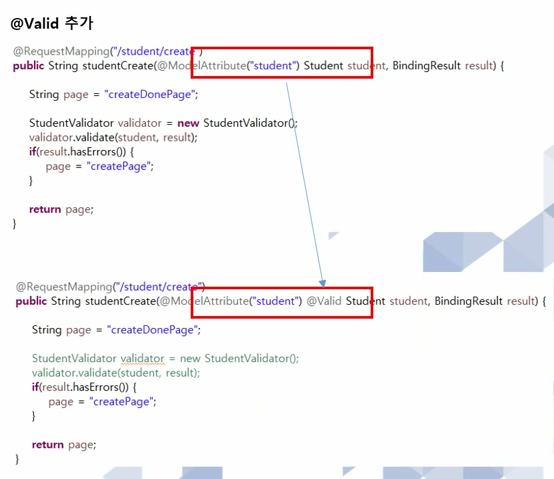 @Valid 추가
@RequestMapping("/student/create")
public String studentCreate(@ModelAttribute("student") Student student, BindingResult result) {
String page = "createDonePage";
StudentValidator validator = new StudentValidator();
validator.validate(student, result);
if(result.hasErrors()) {
page = "createPage";
}
return page;
}
@RequestMapping("/student/create")
public String studentCreate(@ModelAttribute("student") @Valid Student student, BindingResult result) {
String page = "createDonePage";
StudentValidator validator = new StudentValidator();
validator.validate(student, result);
if(result.hasErrors()) {
page = "createPage";
}
return page;
}